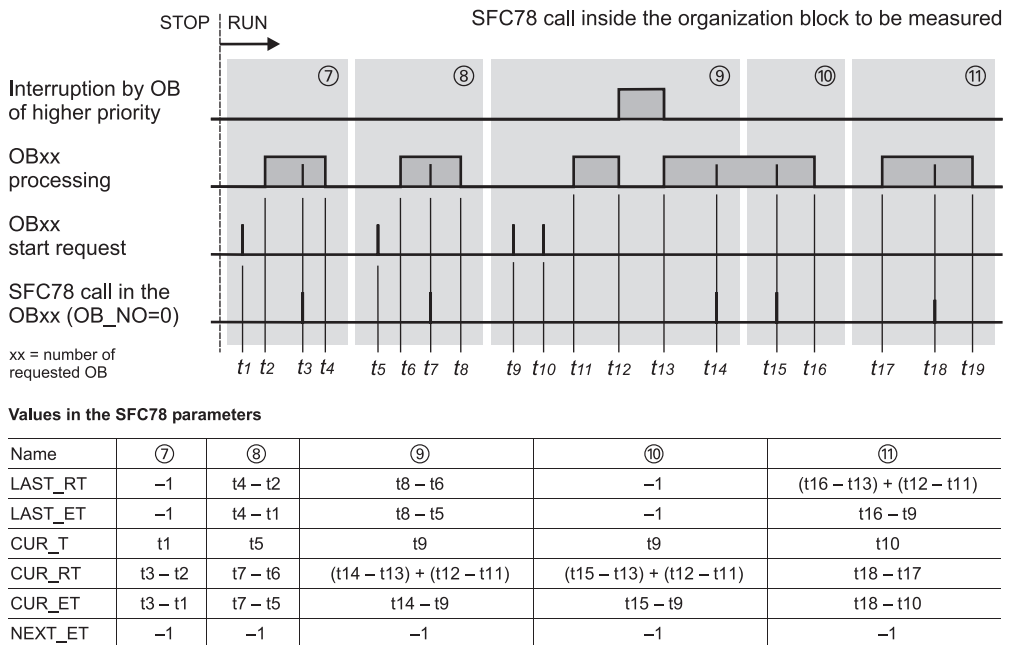 STOP RUN
SFC78 call inside the organization block to be measured
⑦ ⑧ ⑨ ⑩ ⑪
Interruption by OB
of higher priority
OBxx
processing
OBxx
start request
SFC78 call in the
OBxx (OB_NO=0)
xx = number of
requested OB
t1 t2 t3 t4 t5 t6 t7 t8 t9 t10 t11 t12 t13 t14 t15 t16 t17 t18 t19
Values in the SFC78 parameters
Name ⑦ ⑧ ⑨ ⑩ ⑪
LAST_RT –1 t4 – t2 t8 – t6 –1 (t16 – t13) + (t12 – t11)
LAST_ET –1 t4 – t1 t8 – t5 –1 t16 – t9
CUR_T t1 t5 t9 t9 t10
CUR_RT t3 – t2 t7 – t6 (t14 – t13) + (t12 – t11) (t15 – t13) + (t12 – t11) t18 – t17
CUR_ET t3 – t1 t7 – t5 t14 – t9 t15 – t9 t18 – t10
NEXT_ET –1 –1 –1 –1 –1